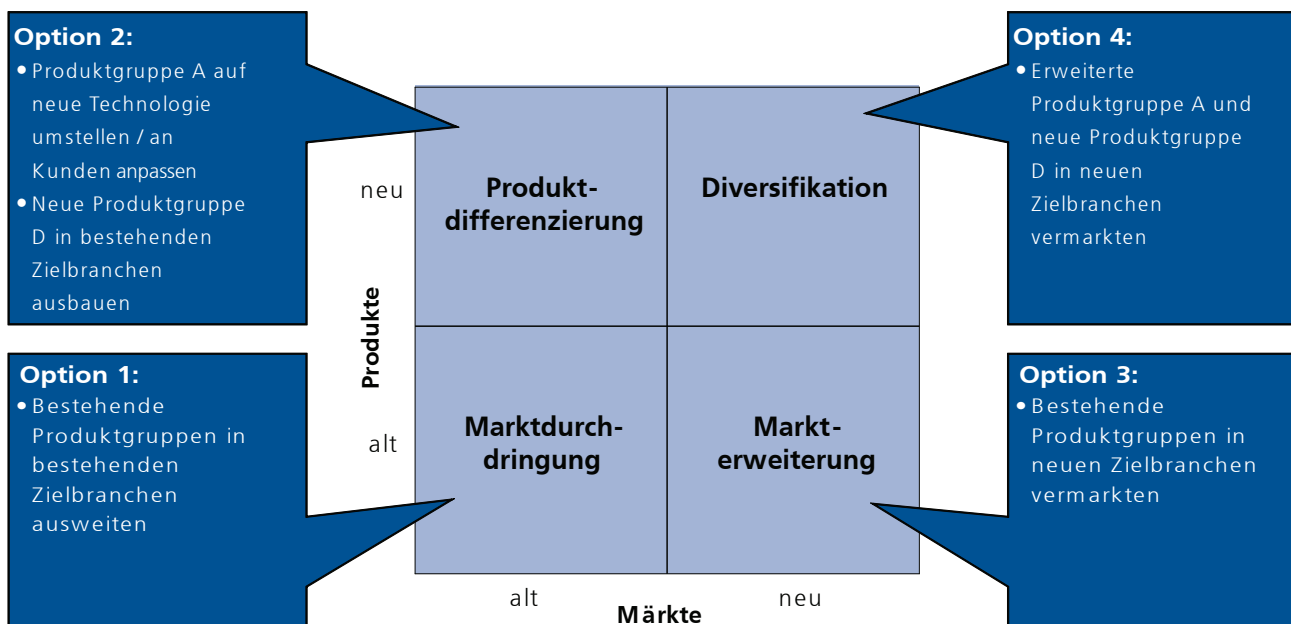 Option 2:
• Produktgruppe A auf
neue Technologie
umstellen / an
Kunden anpassen
• Neue Produktgruppe
D in bestehenden
Zielbranchen
ausbauen
Option 4:
• Erweiterte
Produktgruppe A und
neue Produktgruppe
D in neuen
Zielbranchen
vermarkten
Produkte
neu
Produkt-
differenzierung
Diversifikation
alt
Marktdurch-
dringung
Markt-
erweiterung
Option 1:
• Bestehende
Produktgruppen in
bestehenden
Zielbranchen
ausweiten
Option 3:
• Bestehende
Produktgruppen in
neuen Zielbranchen
vermarkten
alt
neu
Märkte